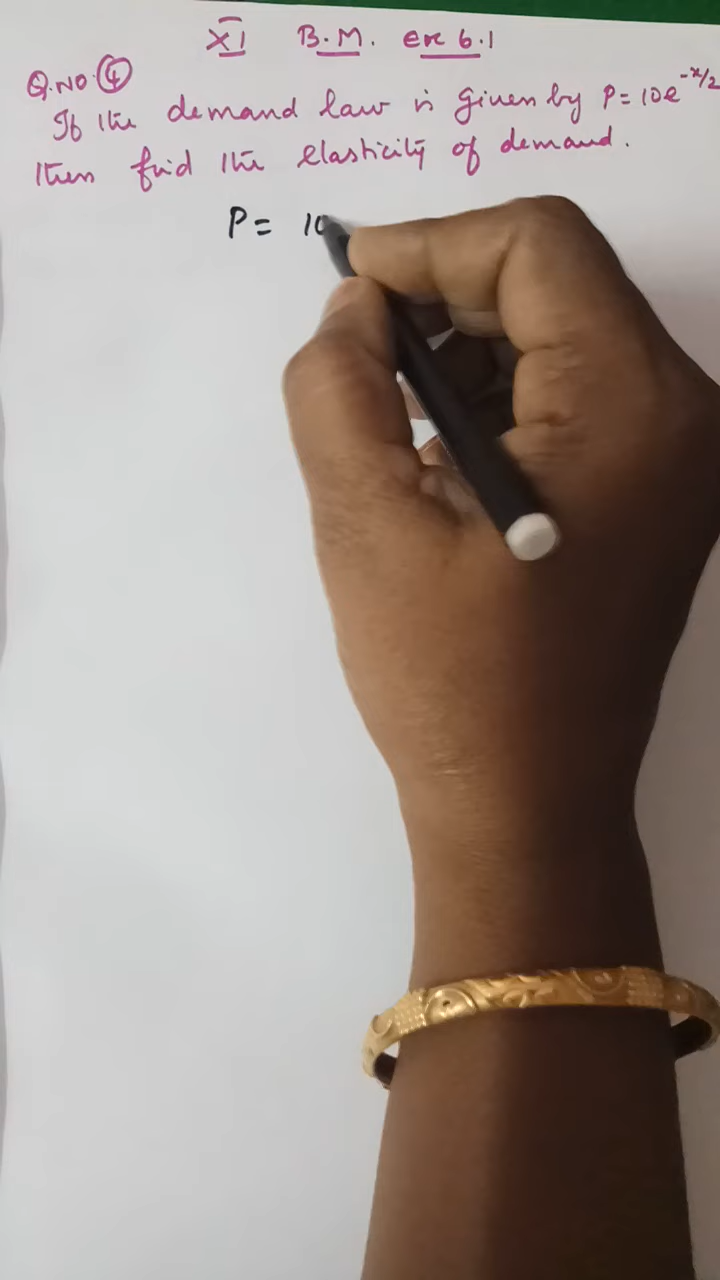 XI B.M. exe 6.1
Q.NO. ④
If the demand law is given by P = 10e^{-x/2}
then find the elasticity of demand.
P = 10